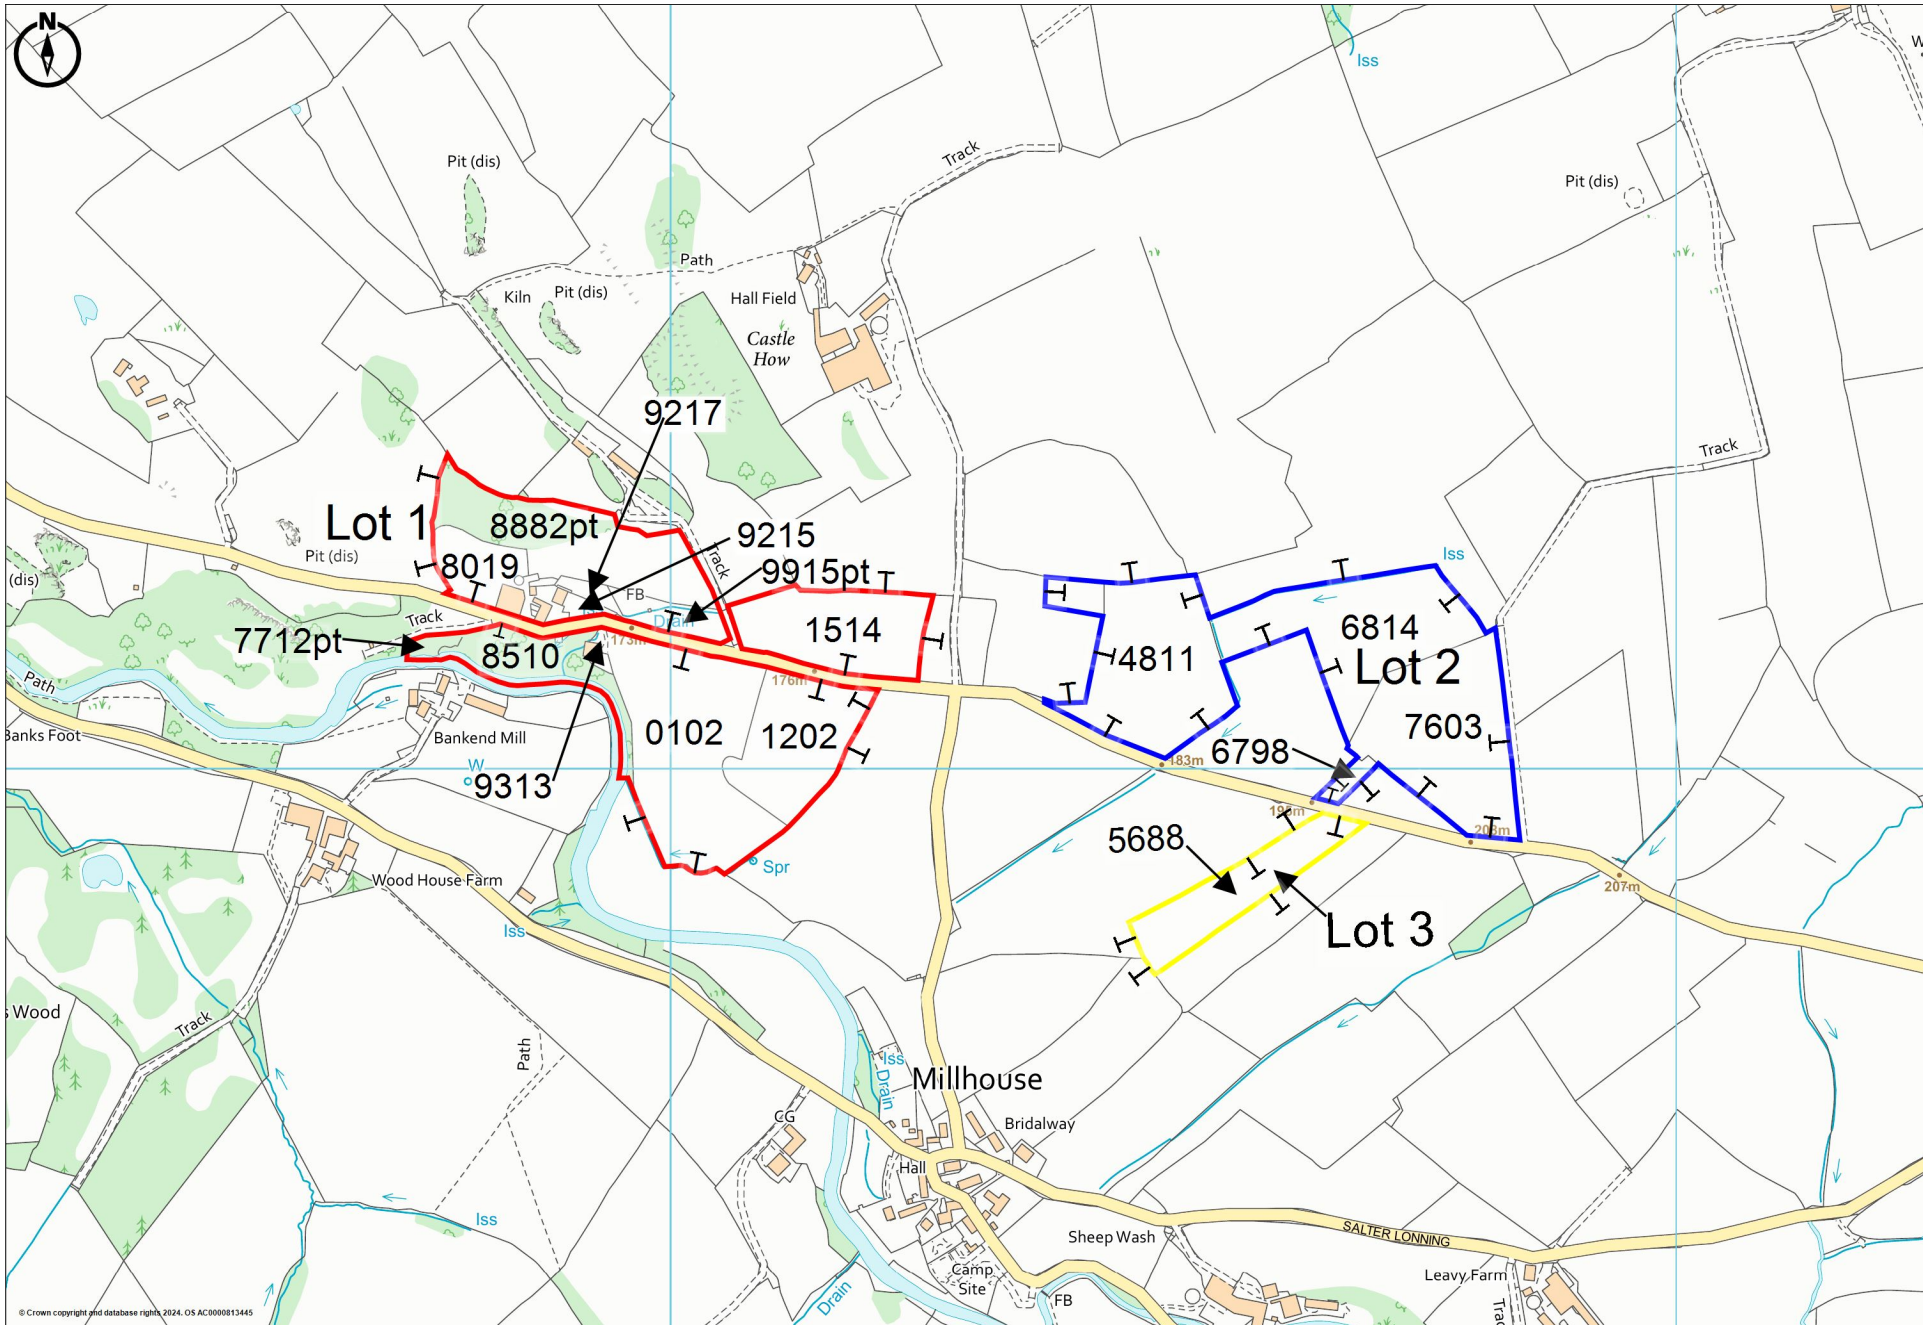 N
Iss
W
Pit (dis)
Track
Pit (dis)
Path
Kiln
Pit (dis)
Hall Field
Castle
How
9217
Track
Lot 1
8882pt
9215
Track
Iss
Pit (dis)
8019
9915pt
(dis)
FB
Track
Drain
173m
1514
6814
7712pt
8510
4811
Lot 2
176m
Path
0102
1202
7603
Banks Foot
Bankend Mill
6798
W
183m
9313
195m
203m
5688
Spr
Wood House Farm
207m
Lot 3
Iss
s Wood
Track
Path
Iss
Drain
Millhouse
CG
Bridalway
Hall
Iss
SALTER LONNING
Sheep Wash
Camp
Site
Leavy Farm
Drain
FB
Trac
© Crown copyright and database rights 2024. OS AC0000813445